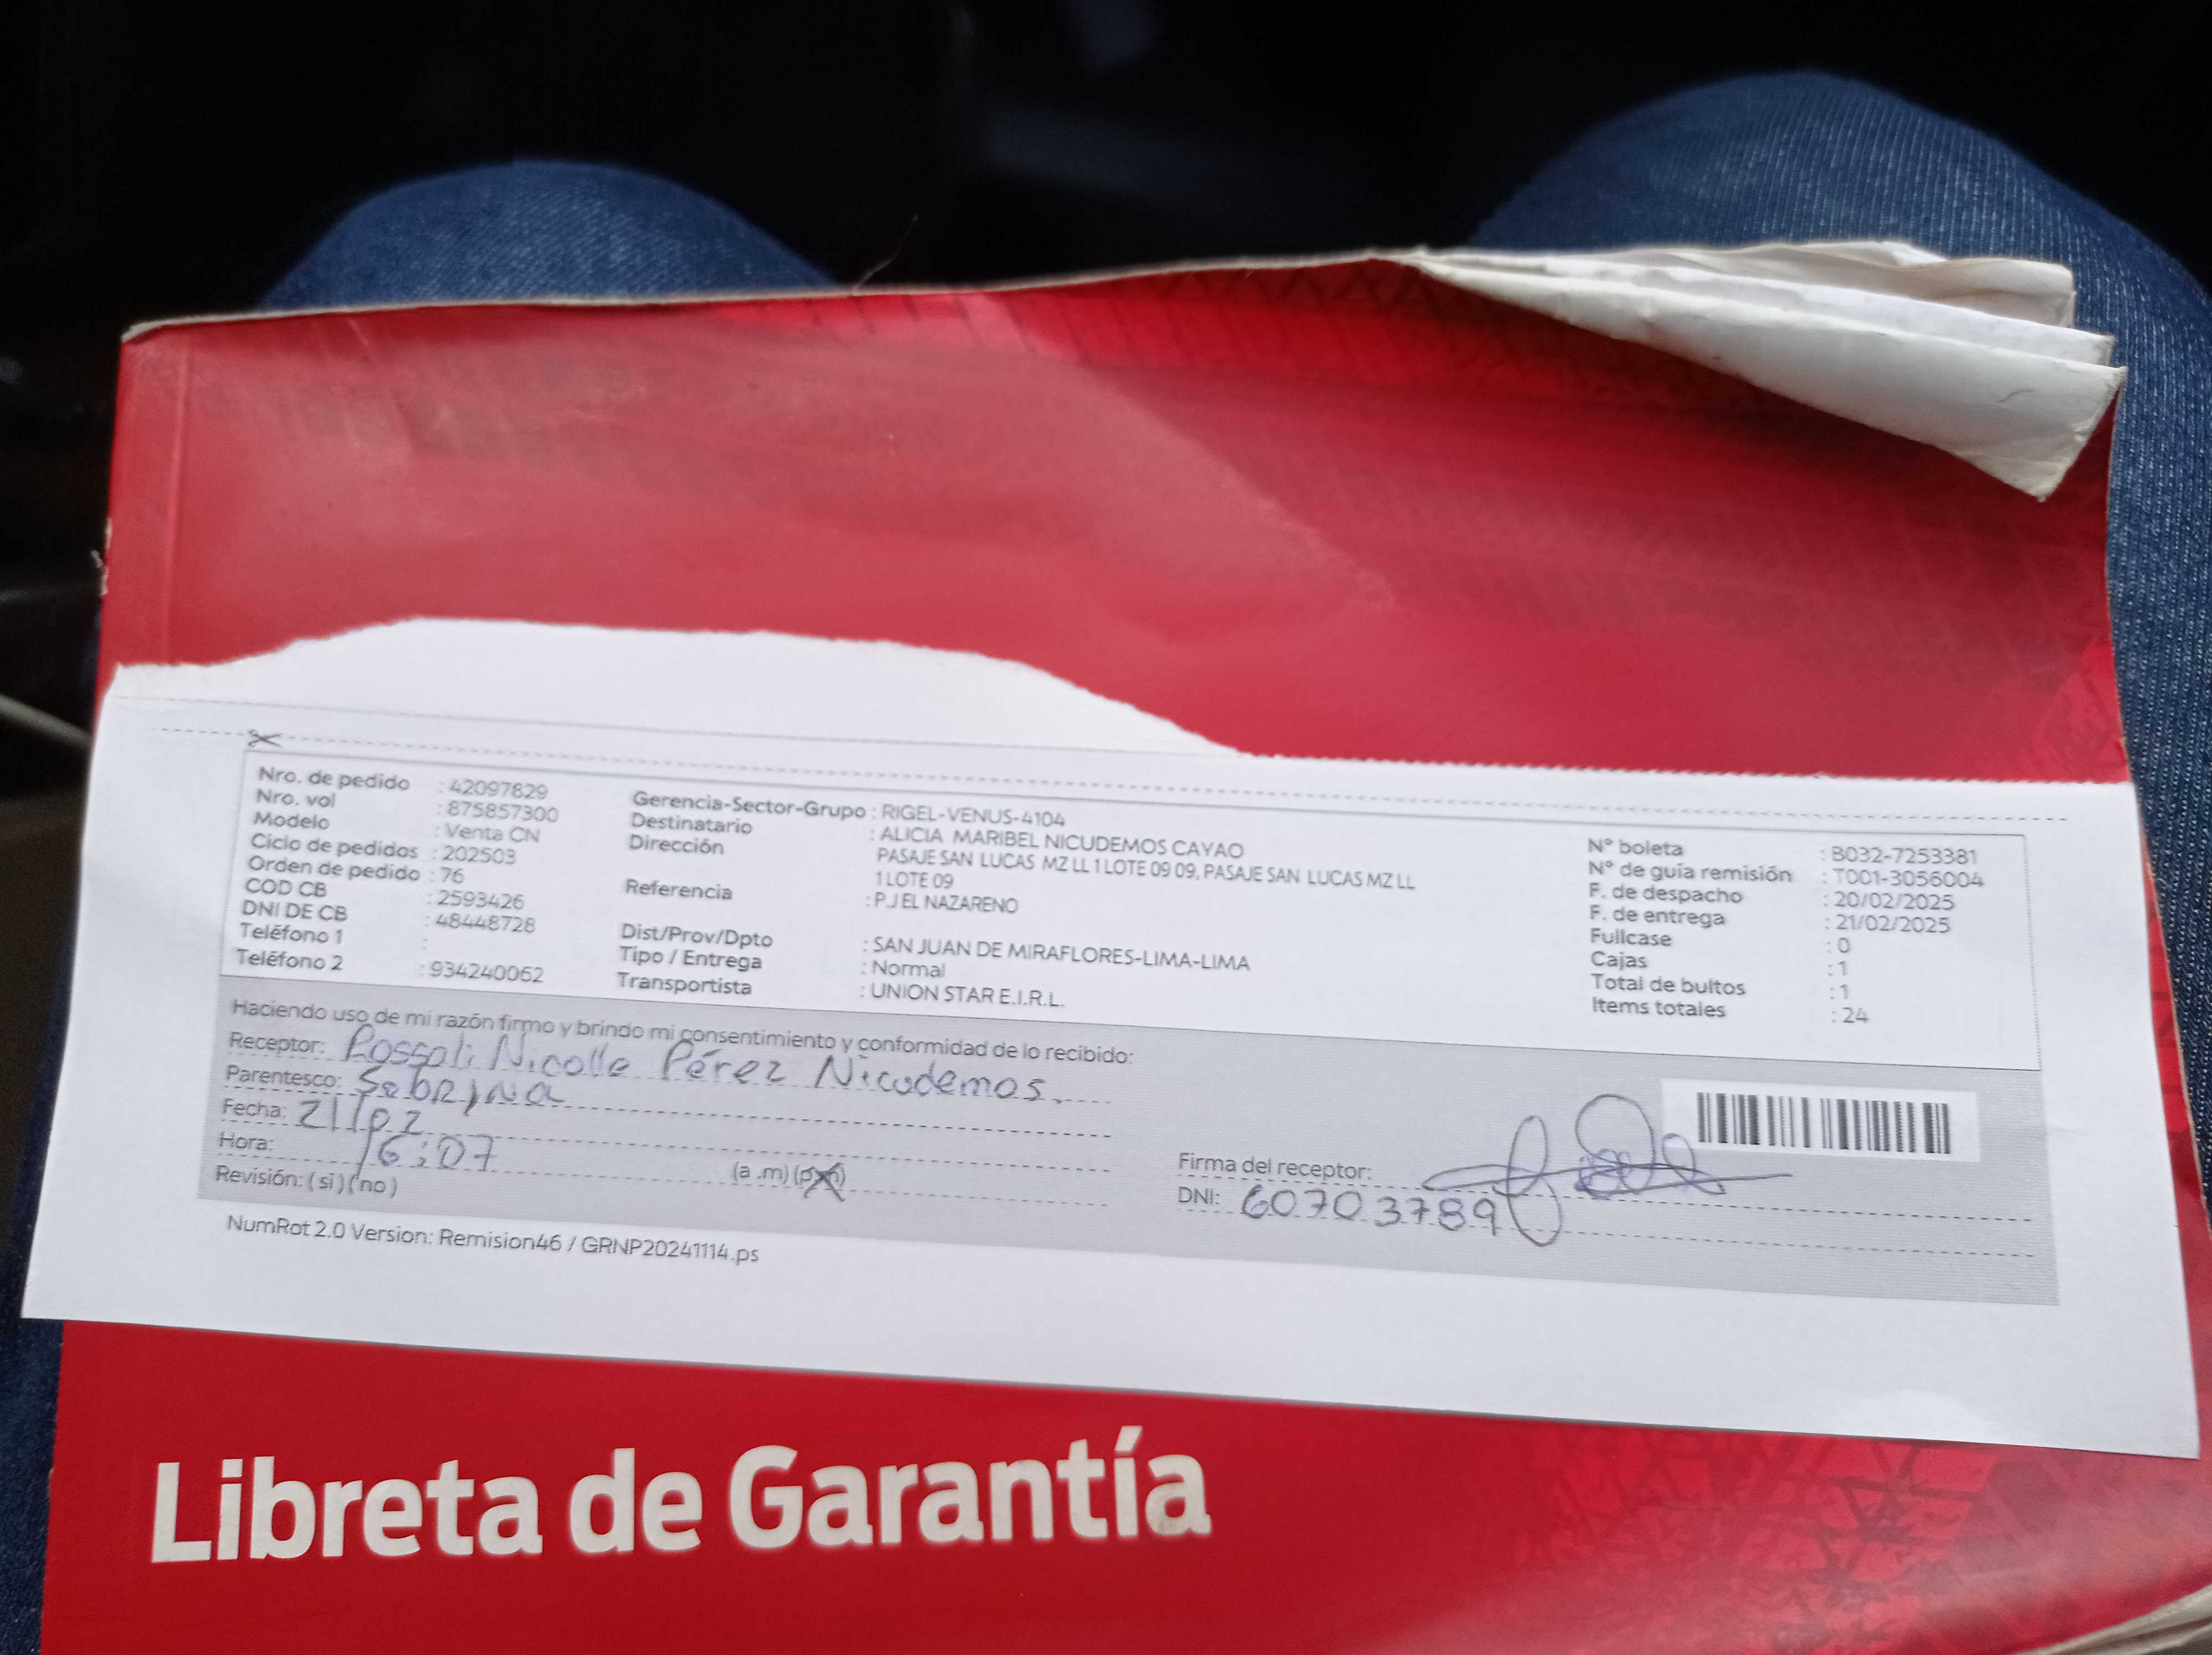 Nro. de pedido : 42097829
Nro. vol : 875857300
Modelo : Venta CN
Ciclo de pedidos : 202503
Orden de pedido : 76
COD CB : 2593426
DNI DE CB : 48448728
Teléfono 1 :
Teléfono 2 : 934240062
Gerencia-Sector-Grupo : RIGEL-VENUS-4104
Destinatario : ALICIA MARIBEL NICUDEMOS CAYAO
Dirección PASAJE SAN LUCAS MZ LL 1 LOTE 09 09, PASAJE SAN LUCAS MZ LL
1 LOTE 09
Referencia : P.J EL NAZARENO
Dist/Prov/Dpto : SAN JUAN DE MIRAFLORES-LIMA-LIMA
Tipo / Entrega : Normal
Transportista : UNION STAR E.I.R.L.
N° boleta : B032-7253381
N° de guía remisión : T001-3056004
F. de despacho : 20/02/2025
F. de entrega : 21/02/2025
Fullcase : 0
Cajas : 1
Total de bultos : 1
Items totales : 24
Haciendo uso de mi razón firmo y brindo mi consentimiento y conformidad de lo recibido:
Receptor: Rossali Nicolle Pérez Nicudemos.
Parentesco: SobRiNa
Fecha: 21/02
Hora: 16:07 (a .m) (p.m)
Revisión: ( si ) ( no )
Firma del receptor:
DNI: 60703789
NumRot 2.0 Version: Remision46 / GRNP20241114.ps
Libreta de Garantía